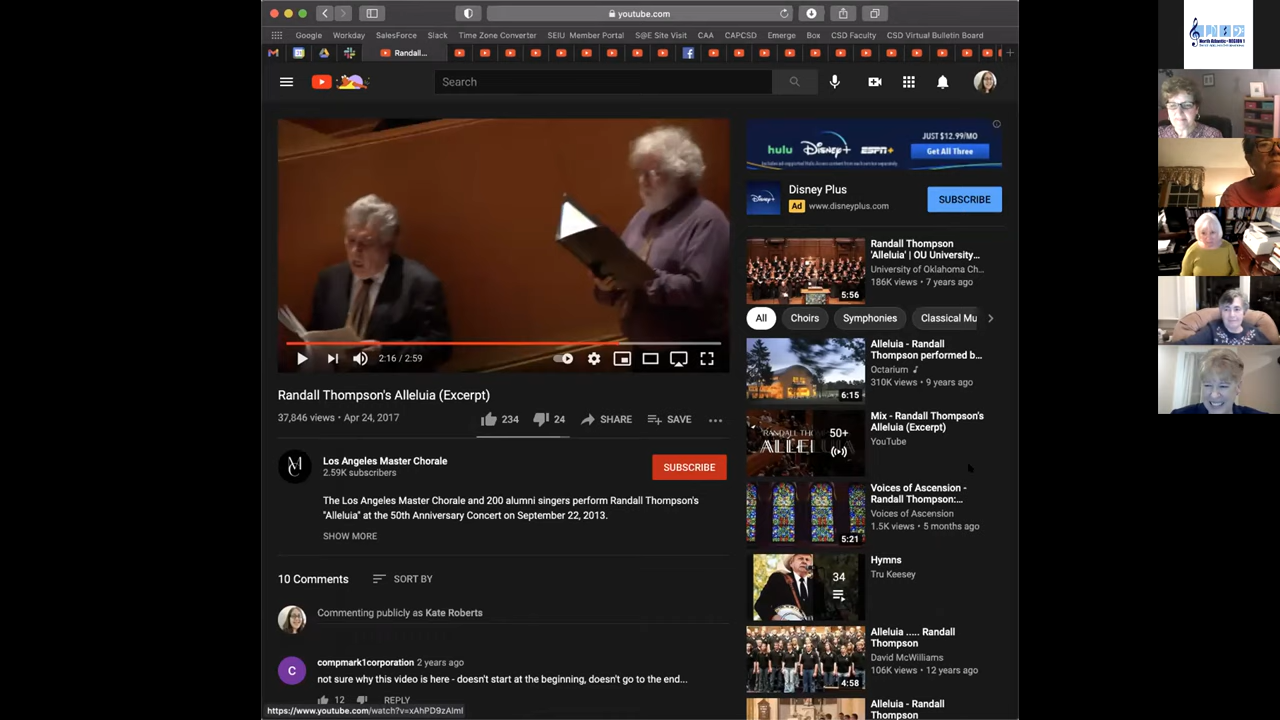 youtube.com
Google Workday SalesForce Slack Time Zone Converter SEIU Member Portal S@E Site Visit CAA CAPCSD Emerge Box CSD Faculty CSD Virtual Bulletin Board
Randall...
Search
2:16 / 2:59
Randall Thompson's Alleluia (Excerpt)
37,846 views • Apr 24, 2017
234 24 SHARE SAVE
Los Angeles Master Chorale
2.59K subscribers
SUBSCRIBE
The Los Angeles Master Chorale and 200 alumni singers perform Randall Thompson's
"Alleluia" at the 50th Anniversary Concert on September 22, 2013.
SHOW MORE
10 Comments SORT BY
Commenting publicly as Kate Roberts
C
compmark1corporation 2 years ago
not sure why this video is here - doesn't start at the beginning, doesn't go to the end...
12 REPLY
https://www.youtube.com/watch?v=xAhPD9zAImI
hulu Disney+ ESPN+
JUST $12.99/MO
Get All Three
Disney Plus
Ad www.disneyplus.com
SUBSCRIBE
Randall Thompson
'Alleluia' | OU University...
University of Oklahoma Ch...
186K views • 7 years ago
5:56
All Choirs Symphonies Classical Mu
Alleluia - Randall
Thompson performed b...
Octarium
310K views • 9 years ago
6:15
Mix - Randall Thompson's
Alleluia (Excerpt)
YouTube
50+
Voices of Ascension -
Randall Thompson:...
Voices of Ascension
1.5K views • 5 months ago
5:21
Hymns
Tru Keesey
34
Alleluia ..... Randall
Thompson
David McWilliams
106K views • 12 years ago
4:58
Alleluia - Randall
Thompson
North Atlantic - REGION 1